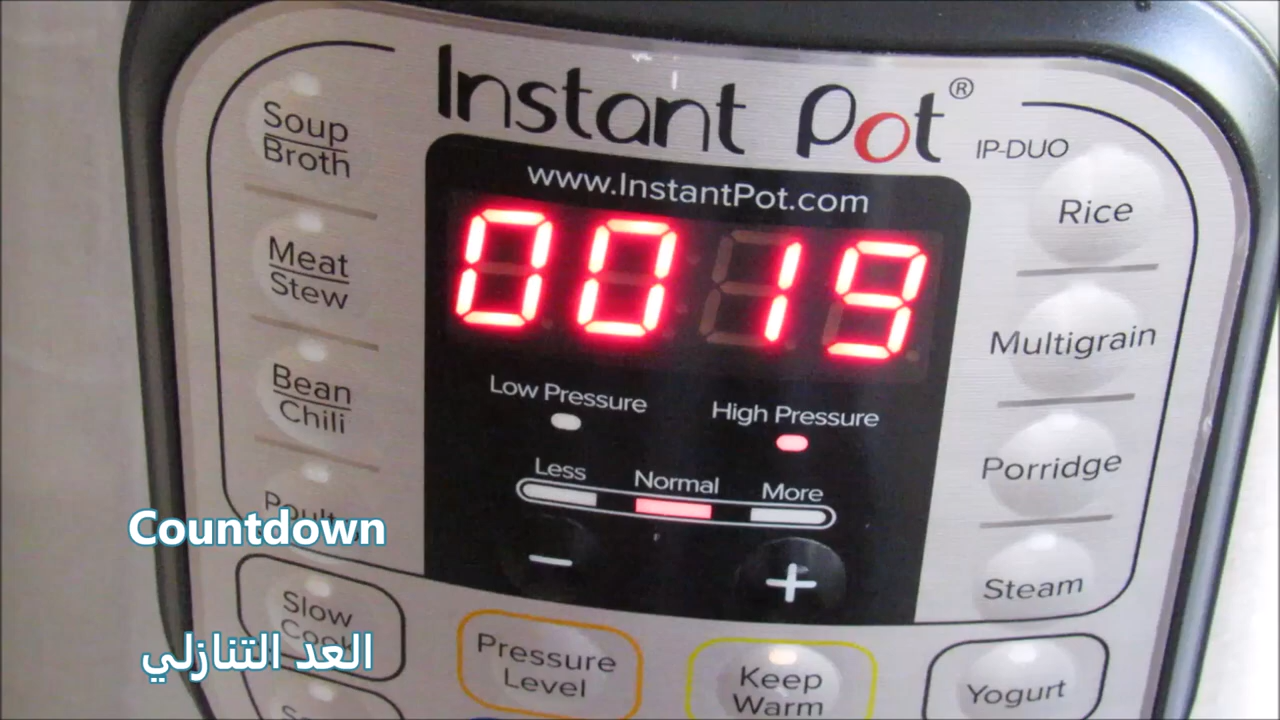 Instant Pot®
IP-DUO
www.InstantPot.com
0019
Low Pressure
High Pressure
Less
Normal
More
−
+
Soup
Broth
Meat
Stew
Bean
Chili
Slow
Cook
Pressure
Level
Keep
Warm
Rice
Multigrain
Porridge
Steam
Yogurt
Countdown
العد التنازلي